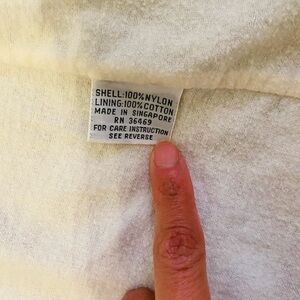 SHELL:100%NYLON
LINING:100%COTTON
MADE IN SINGAPORE
RN 36469
FOR CARE INSTRUCTION
SEE REVERSE